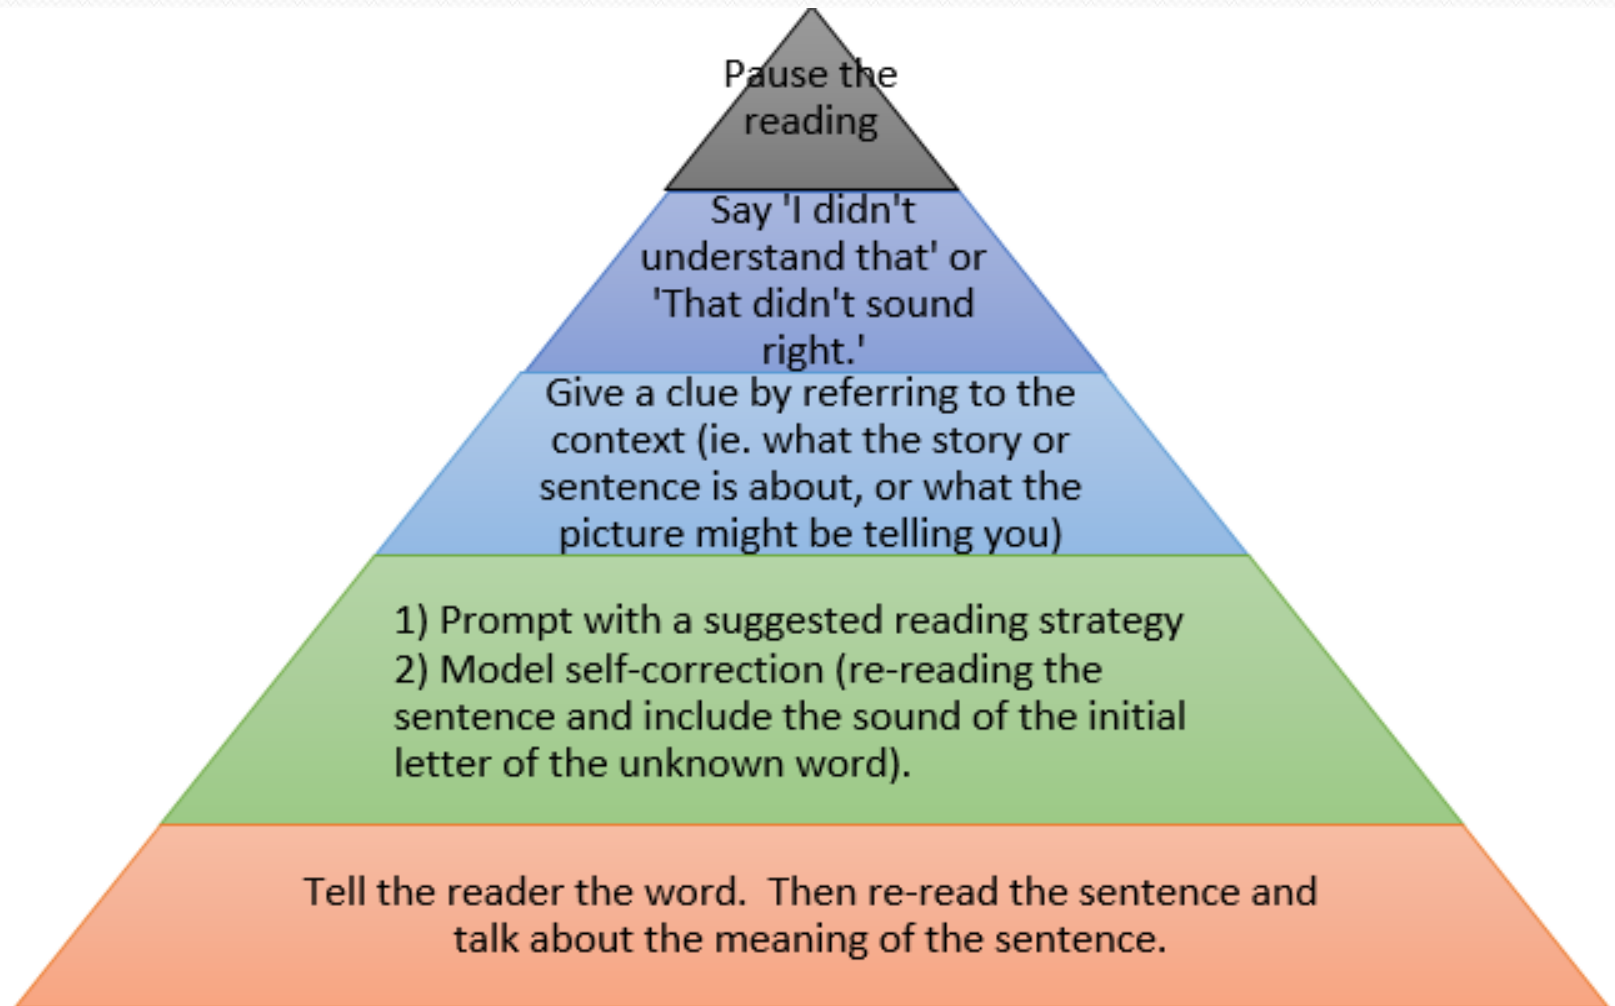 Pause the
reading
Say 'I didn't
understand that' or
'That didn't sound
right.'
Give a clue by referring to the
context (ie. what the story or
sentence is about, or what the
picture might be telling you)
1) Prompt with a suggested reading strategy
2) Model self-correction (re-reading the
sentence and include the sound of the initial
letter of the unknown word).
Tell the reader the word.  Then re-read the sentence and
talk about the meaning of the sentence.